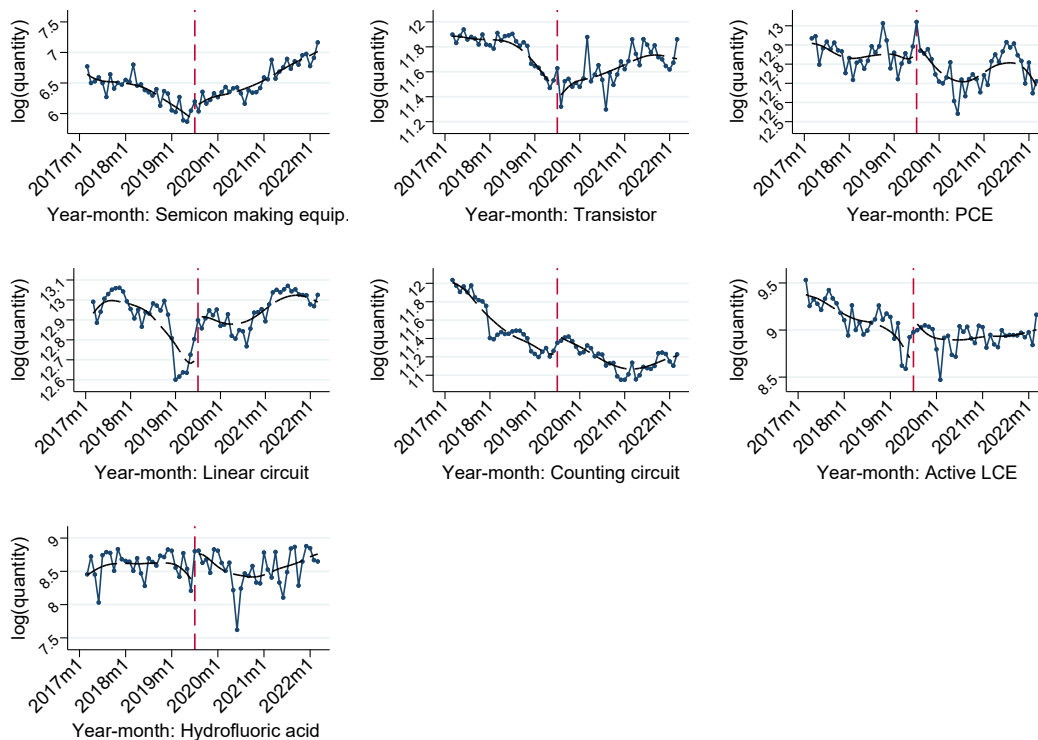 log(quantity)
7.5
7
6.5
6
2017m1
2018m1
2019m1
2020m1
2021m1
2022m1
Year-month: Semicon making equip.
log(quantity)
12
11.8
11.6
11.4
11.2
2017m1
2018m1
2019m1
2020m1
2021m1
2022m1
Year-month: Transistor
log(quantity)
13
12.9
12.8
12.7
12.6
12.5
2017m1
2018m1
2019m1
2020m1
2021m1
2022m1
Year-month: PCE
log(quantity)
13.1
13
12.9
12.8
12.7
12.6
2017m1
2018m1
2019m1
2020m1
2021m1
2022m1
Year-month: Linear circuit
log(quantity)
12
11.8
11.6
11.4
11.2
11
2017m1
2018m1
2019m1
2020m1
2021m1
2022m1
Year-month: Counting circuit
log(quantity)
9.5
9
8.5
2017m1
2018m1
2019m1
2020m1
2021m1
2022m1
Year-month: Active LCE
log(quantity)
9
8.5
8
7.5
2017m1
2018m1
2019m1
2020m1
2021m1
2022m1
Year-month: Hydrofluoric acid